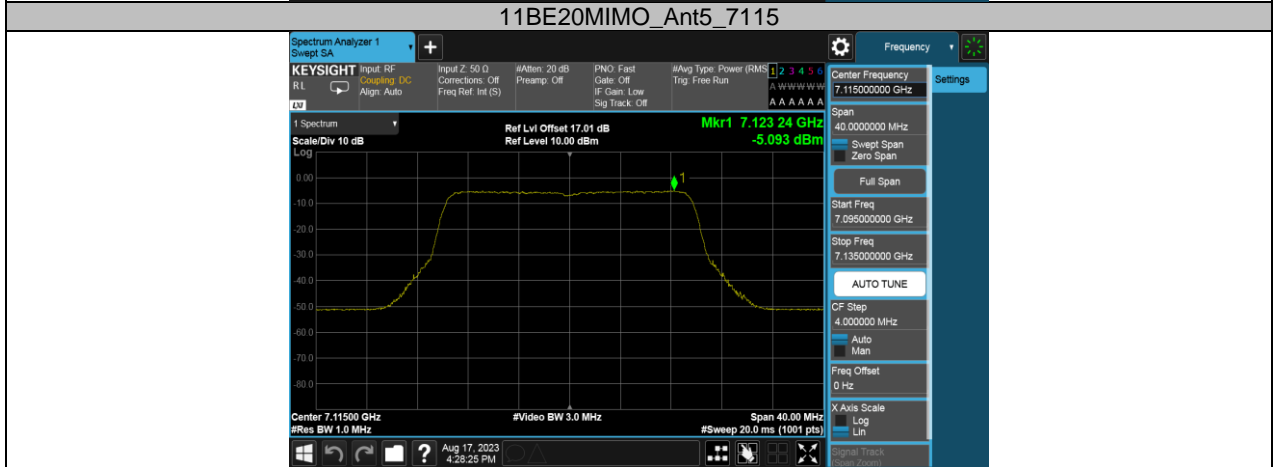 11BE20MIMO_Ant5_7115
Spectrum Analyzer 1
Swept SA
Frequency
KEYSIGHT
RL
LXI
Input: RF
Coupling: DC
Align: Auto
Input Z: 50 Ω
Corrections: Off
Freq Ref: Int (S)
#Atten: 20 dB
Preamp: Off
PNO: Fast
Gate: Off
IF Gain: Low
Sig Track: Off
#Avg Type: Power (RMS
Trig: Free Run
1 2 3 4 5 6
A W W W W W
A A A A A A
Center Frequency
7.115000000 GHz
Settings
Span
40.0000000 MHz
Swept Span
Zero Span
Full Span
Start Freq
7.095000000 GHz
Stop Freq
7.135000000 GHz
AUTO TUNE
CF Step
4.000000 MHz
Auto
Man
Freq Offset
0 Hz
X Axis Scale
Log
Lin
Signal Track
(Span Zoom)
1 Spectrum
Scale/Div 10 dB
Ref Lvl Offset 17.01 dB
Ref Level 10.00 dBm
Mkr1 7.123 24 GHz
-5.093 dBm
Log
0.00
1
-10.0
-20.0
-30.0
-40.0
-50.0
-60.0
-70.0
-80.0
Center 7.11500 GHz
#Res BW 1.0 MHz
#Video BW 3.0 MHz
Span 40.00 MHz
#Sweep 20.0 ms (1001 pts)
?
Aug 17, 2023
4:28:25 PM